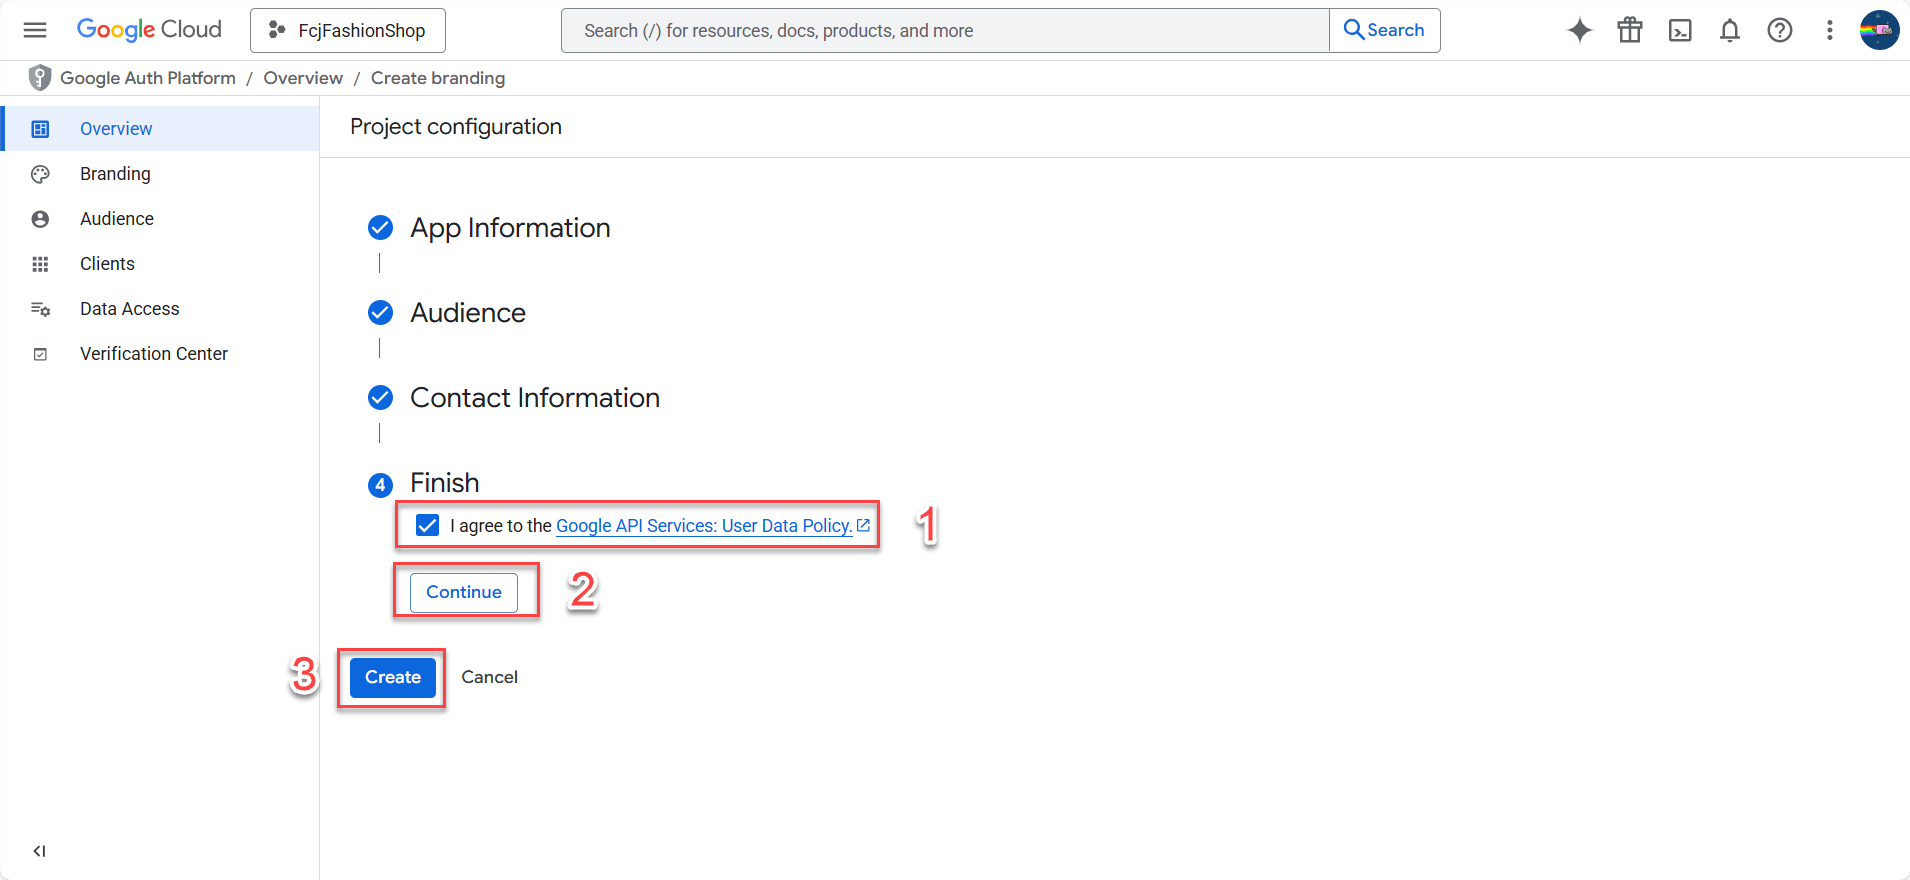 Google Cloud
FcjFashionShop
Search (/) for resources, docs, products, and more
Search
Google Auth Platform / Overview / Create branding
Overview
Branding
Audience
Clients
Data Access
Verification Center
Project configuration
App Information
Audience
Contact Information
4 Finish
I agree to the Google API Services: User Data Policy.
1
Continue
2
3
Create
Cancel